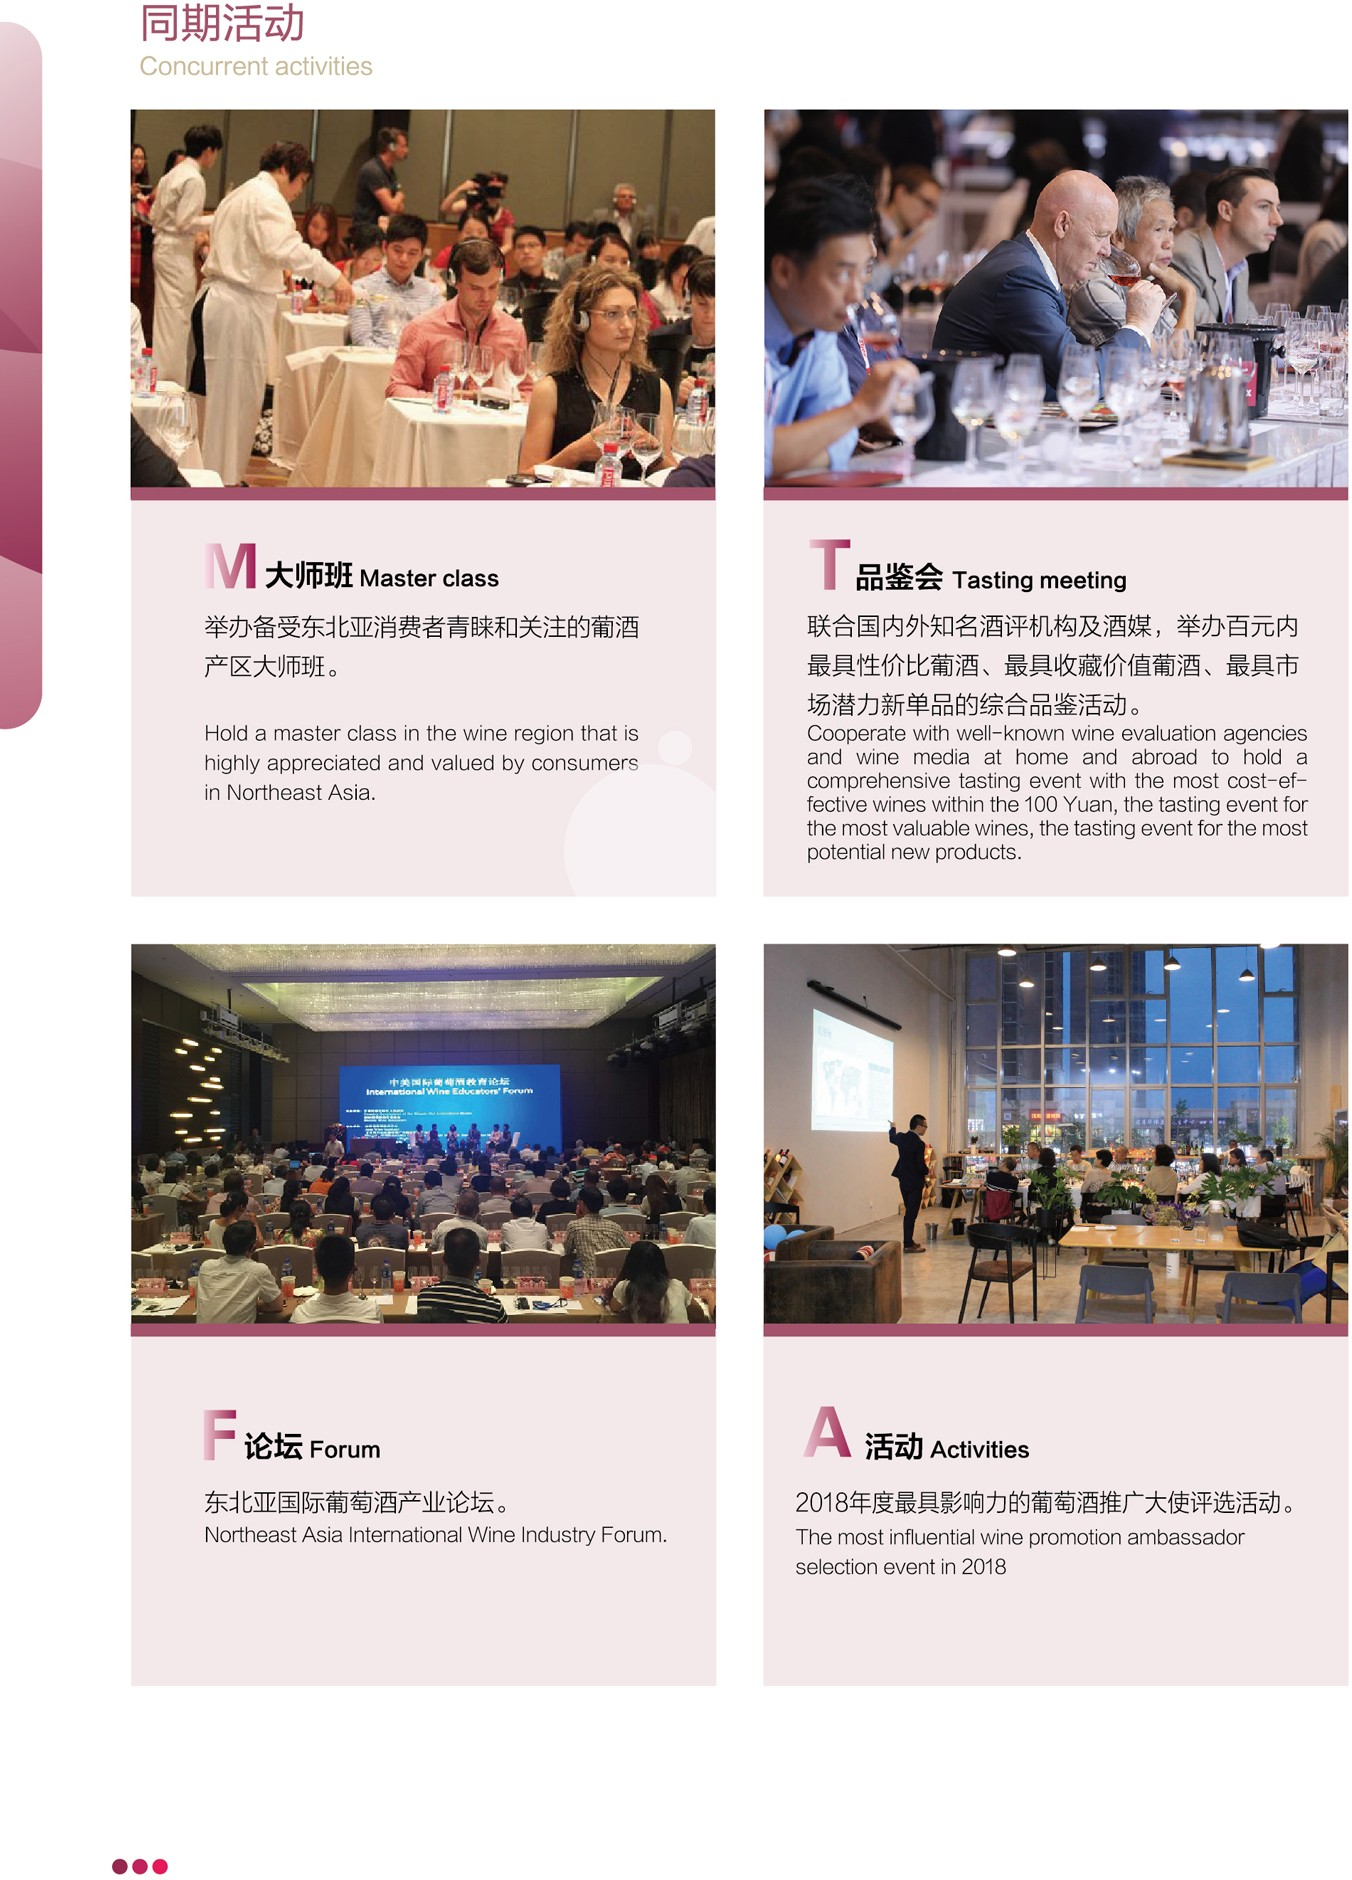 同期活动
Concurrent activities
M 大师班 Master class
举办备受东北亚消费者青睐和关注的葡酒
产区大师班。
Hold a master class in the wine region that is
highly appreciated and valued by consumers
in Northeast Asia.
T 品鉴会 Tasting meeting
联合国内外知名酒评机构及酒媒，举办百元内
最具性价比葡酒、最具收藏价值葡酒、最具市
场潜力新单品的综合品鉴活动。
Cooperate with well-known wine evaluation agencies
and wine media at home and abroad to hold a
comprehensive tasting event with the most cost-ef-
fective wines within the 100 Yuan, the tasting event for
the most valuable wines, the tasting event for the most
potential new products.
中美国际葡萄酒教育论坛
International Wine Educators' Forum
F 论坛 Forum
东北亚国际葡萄酒产业论坛。
Northeast Asia International Wine Industry Forum.
A 活动 Activities
2018年度最具影响力的葡萄酒推广大使评选活动。
The most influential wine promotion ambassador
selection event in 2018